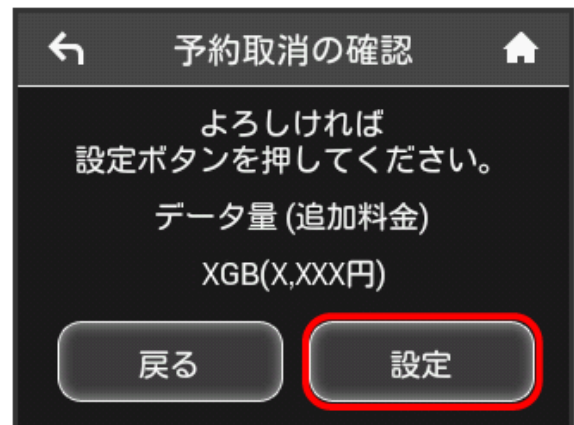 予約取消の確認
よろしければ
設定ボタンを押してください。
データ量 (追加料金)
XGB(X,XXX円)
戻る
設定